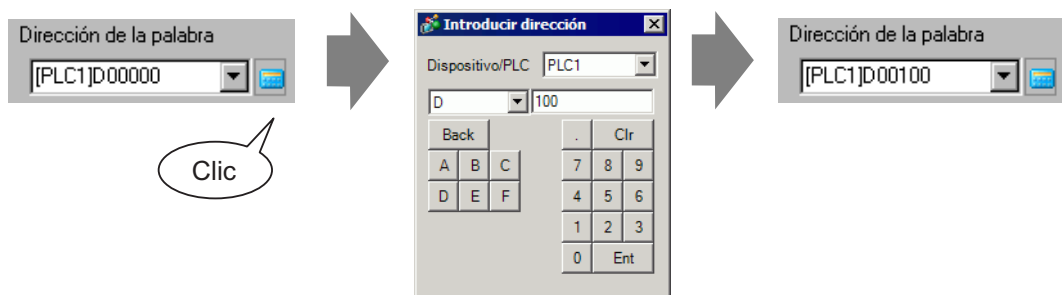 Dirección de la palabra
[PLC1]D00000
Clic
Introducir dirección
Dispositivo/PLC PLC1
D 100
Back . Clr
A B C 7 8 9
D E F 4 5 6
1 2 3
0 Ent
Dirección de la palabra
[PLC1]D00100